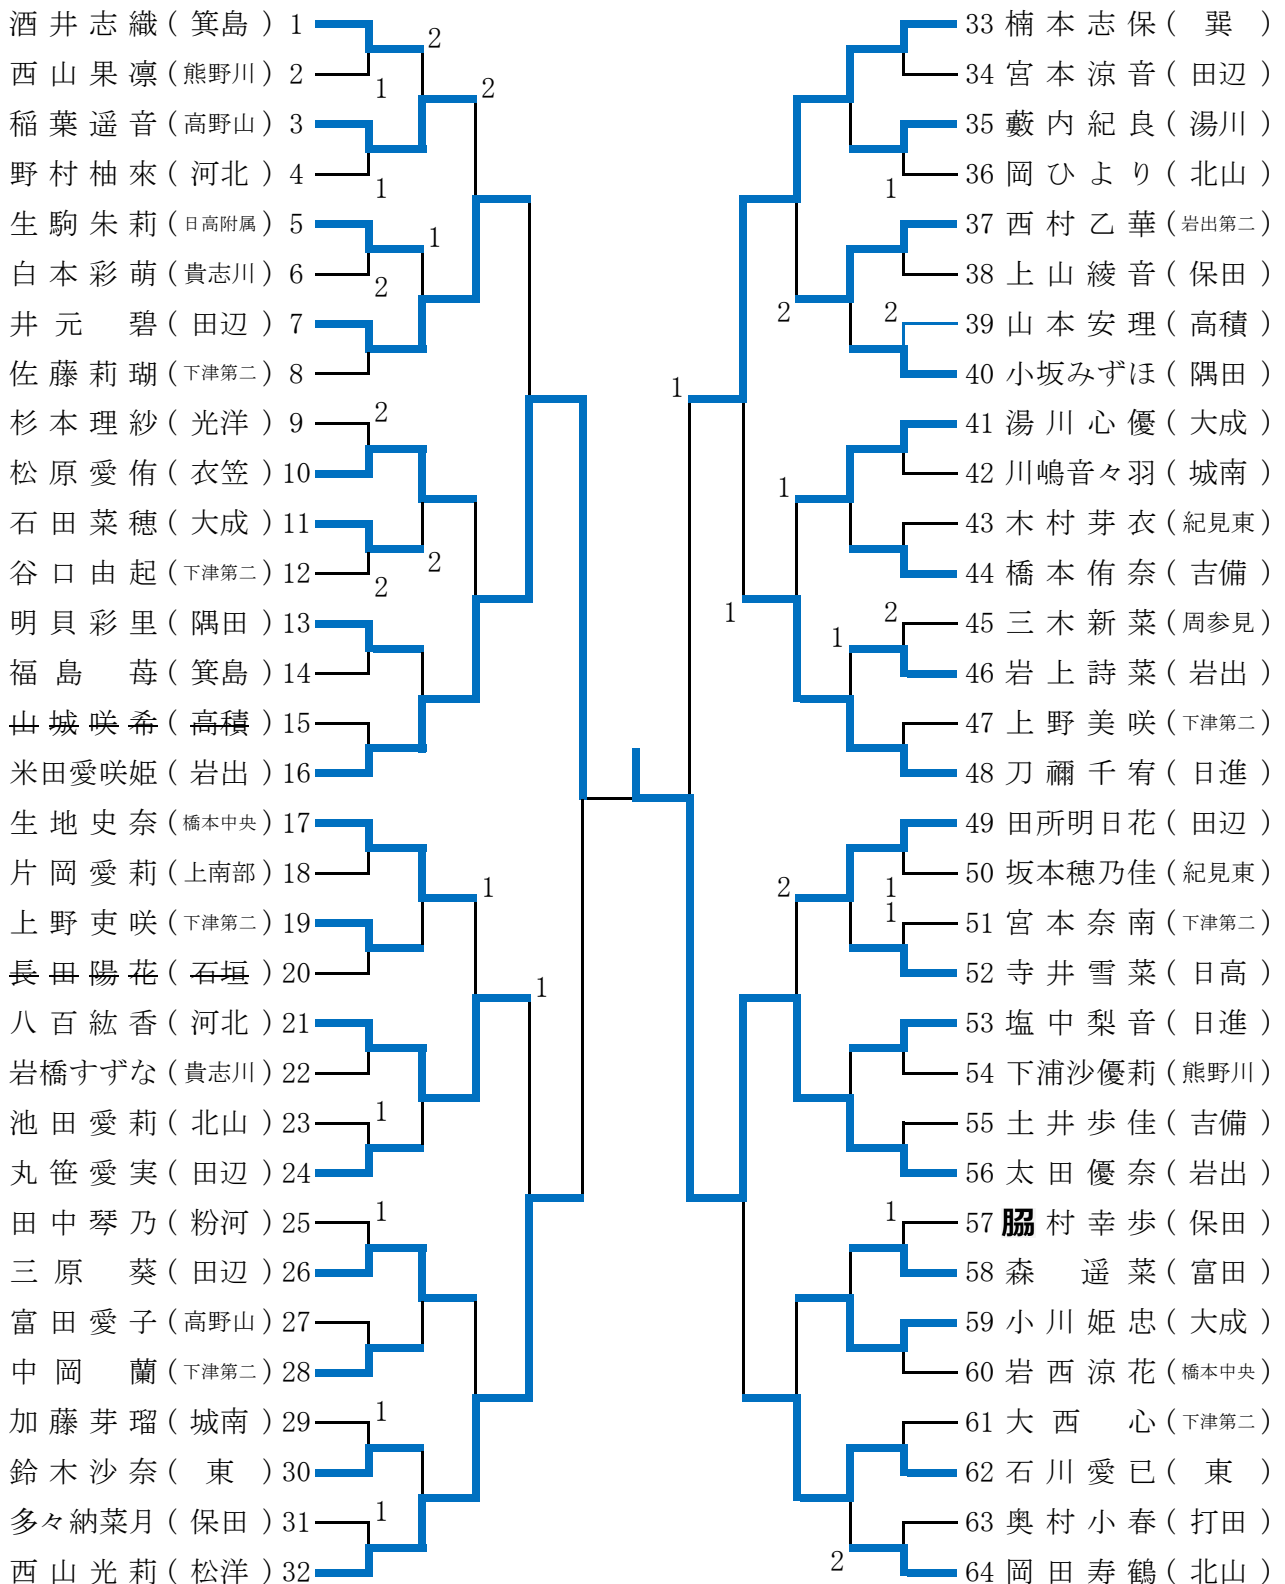 酒井志織(箕島)1
西山果凛(熊野川)2
稲葉遥音(高野山)3
野村柚來(河北)4
生駒朱莉(日高附属)5
白本彩萌(貴志川)6
井元 碧(田辺)7
佐藤莉瑚(下津第二)8
杉本理紗(光洋)9
松原愛侑(衣笠)10
石田菜穂(大成)11
谷口由起(下津第二)12
明貝彩里(隅田)13
福島 苺(箕島)14
山城咲希(高積)15
米田愛咲姫(岩出)16
生地史奈(橋本中央)17
片岡愛莉(上南部)18
上野吏咲(下津第二)19
長田陽花(石垣)20
八百紘香(河北)21
岩橋すずな(貴志川)22
池田愛莉(北山)23
丸笹愛実(田辺)24
田中琴乃(粉河)25
三原 葵(田辺)26
富田愛子(高野山)27
中岡 蘭(下津第二)28
加藤芽瑠(城南)29
鈴木沙奈(東)30
多々納菜月(保田)31
西山光莉(松洋)32
2
1
2
1
1
2
2
2
2
1
1
1
1
1
1
33 楠本志保(巽)
34 宮本涼音(田辺)
35 藪内紀良(湯川)
36 岡ひより(北山)
37 西村乙華(岩出第二)
38 上山綾音(保田)
39 山本安理(高積)
40 小坂みずほ(隅田)
41 湯川心優(大成)
42 川嶋音々羽(城南)
43 木村芽衣(紀見東)
44 橋本侑奈(吉備)
45 三木新菜(周参見)
46 岩上詩菜(岩出)
47 上野美咲(下津第二)
48 刀禰千宥(日進)
49 田所明日花(田辺)
50 坂本穂乃佳(紀見東)
51 宮本奈南(下津第二)
52 寺井雪菜(日高)
53 塩中梨音(日進)
54 下浦沙優莉(熊野川)
55 土井歩佳(吉備)
56 太田優奈(岩出)
57 脇村幸歩(保田)
58 森 遥菜(富田)
59 小川姫忠(大成)
60 岩西涼花(橋本中央)
61 大西 心(下津第二)
62 石川愛已(東)
63 奥村小春(打田)
64 岡田寿鶴(北山)
1
2
2
1
1
2
1
1
2
1
1
1
2